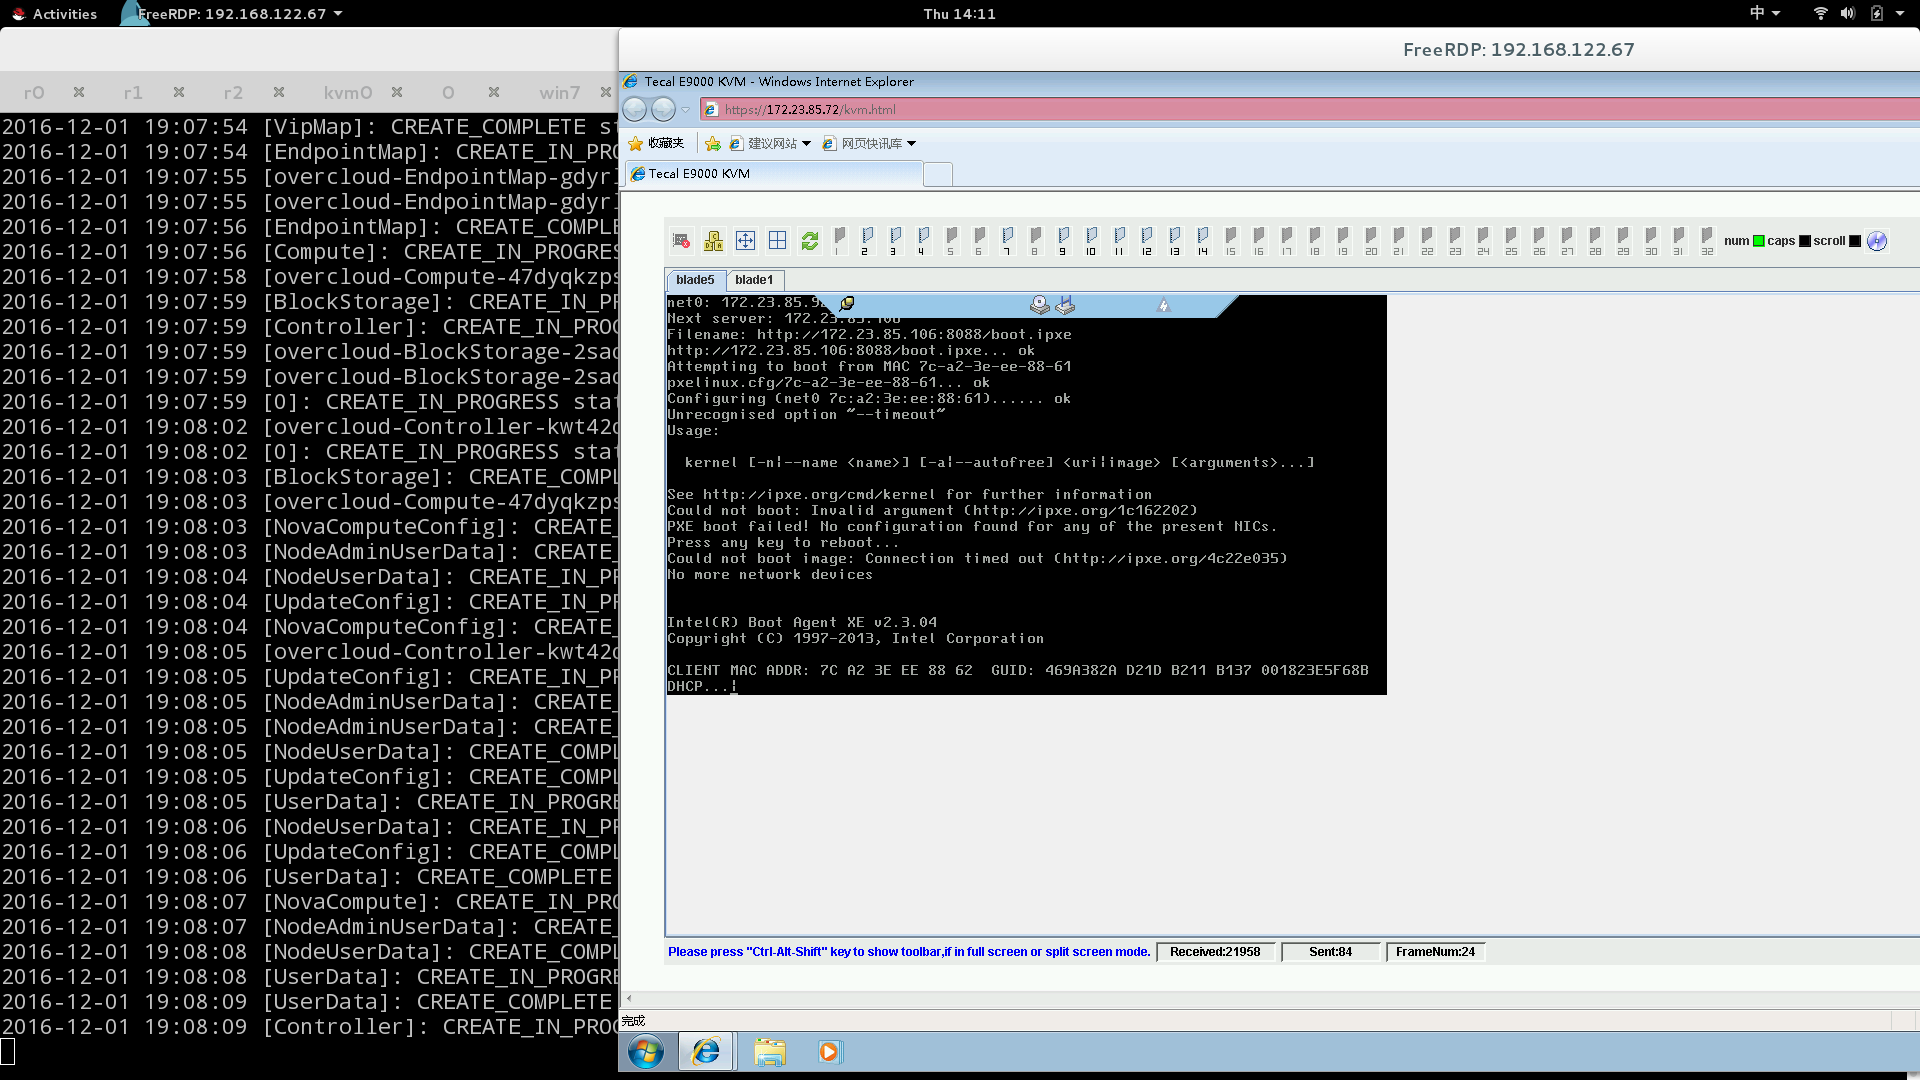 Activities
FreeRDP: 192.168.122.67
Thu 14:11
中
r0 r1 r2 kvm0 0 win7
2016-12-01 19:07:54 [VipMap]: CREATE_COMPLETE
2016-12-01 19:07:54 [EndpointMap]: CREATE_IN_PRO
2016-12-01 19:07:55 [overcloud-EndpointMap-gdyr
2016-12-01 19:07:55 [overcloud-EndpointMap-gdyr
2016-12-01 19:07:56 [EndpointMap]: CREATE_COMPLE
2016-12-01 19:07:56 [Compute]: CREATE_IN_PROGRES
2016-12-01 19:07:58 [overcloud-Compute-47dyqkzps
2016-12-01 19:07:59 [BlockStorage]: CREATE_IN_PR
2016-12-01 19:07:59 [Controller]: CREATE_IN_PROG
2016-12-01 19:07:59 [overcloud-BlockStorage-2sao
2016-12-01 19:07:59 [overcloud-BlockStorage-2sao
2016-12-01 19:07:59 [0]: CREATE_IN_PROGRESS stat
2016-12-01 19:08:02 [overcloud-Controller-kwt42
2016-12-01 19:08:02 [0]: CREATE_IN_PROGRESS stat
2016-12-01 19:08:03 [BlockStorage]: CREATE_COMPL
2016-12-01 19:08:03 [overcloud-Compute-47dyqkzps
2016-12-01 19:08:03 [NovaComputeConfig]: CREATE_
2016-12-01 19:08:03 [NodeAdminUserData]: CREATE_
2016-12-01 19:08:04 [NodeUserData]: CREATE_IN_PR
2016-12-01 19:08:04 [UpdateConfig]: CREATE_IN_PR
2016-12-01 19:08:04 [NovaComputeConfig]: CREATE_
2016-12-01 19:08:05 [overcloud-Controller-kwt42
2016-12-01 19:08:05 [UpdateConfig]: CREATE_IN_PR
2016-12-01 19:08:05 [NodeAdminUserData]: CREATE_
2016-12-01 19:08:05 [NodeAdminUserData]: CREATE_
2016-12-01 19:08:05 [NodeUserData]: CREATE_COMPL
2016-12-01 19:08:05 [UpdateConfig]: CREATE_COMPL
2016-12-01 19:08:05 [UserData]: CREATE_IN_PROGRE
2016-12-01 19:08:06 [NodeUserData]: CREATE_IN_PR
2016-12-01 19:08:06 [UpdateConfig]: CREATE_COMPL
2016-12-01 19:08:06 [UserData]: CREATE_COMPLETE
2016-12-01 19:08:07 [NovaCompute]: CREATE_IN_PRO
2016-12-01 19:08:07 [NodeAdminUserData]: CREATE_
2016-12-01 19:08:08 [NodeUserData]: CREATE_COMPL
2016-12-01 19:08:08 [UserData]: CREATE_IN_PROGRE
2016-12-01 19:08:09 [UserData]: CREATE_COMPLETE
2016-12-01 19:08:09 [Controller]: CREATE_IN_PROG
FreeRDP: 192.168.122.67
Tecal E9000 KVM - Windows Internet Explorer
https://172.23.85.72/kvm.html
收藏夹 建议网站 网页快讯库
Tecal E9000 KVM
1 2 3 4 5 6 7 8 9 10 11 12 13 14 15 16 17 18 19 20 21 22 23 24 25 26 27 28 29 30 31 32 num caps scroll
blade5 blade1
net0: 172.23.85.9
Next server: 172.23.85.106
Filename: http://172.23.85.106:8088/boot.ipxe
http://172.23.85.106:8088/boot.ipxe... ok
Attempting to boot from MAC 7c-a2-3e-ee-88-61
pxelinux.cfg/7c-a2-3e-ee-88-61... ok
Configuring (net0 7c:a2:3e:ee:88:61)...... ok
Unrecognised option "--timeout"
Usage:
kernel [-n|--name <name>] [-a|--autofree] <uri|image> [<arguments>...]
See http://ipxe.org/cmd/kernel for further information
Could not boot: Invalid argument (http://ipxe.org/1c162202)
PXE boot failed! No configuration found for any of the present NICs.
Press any key to reboot...
Could not boot image: Connection timed out (http://ipxe.org/4c22e035)
No more network devices
Intel(R) Boot Agent XE v2.3.04
Copyright (C) 1997-2013, Intel Corporation
CLIENT MAC ADDR: 7C A2 3E EE 88 62 GUID: 469A382A D21D B211 B137 001823E5F68B
DHCP...|
Please press "Ctrl-Alt-Shift" key to show toolbar,if in full screen or split screen mode. Received:21958 Sent:84 FrameNum:24
完成